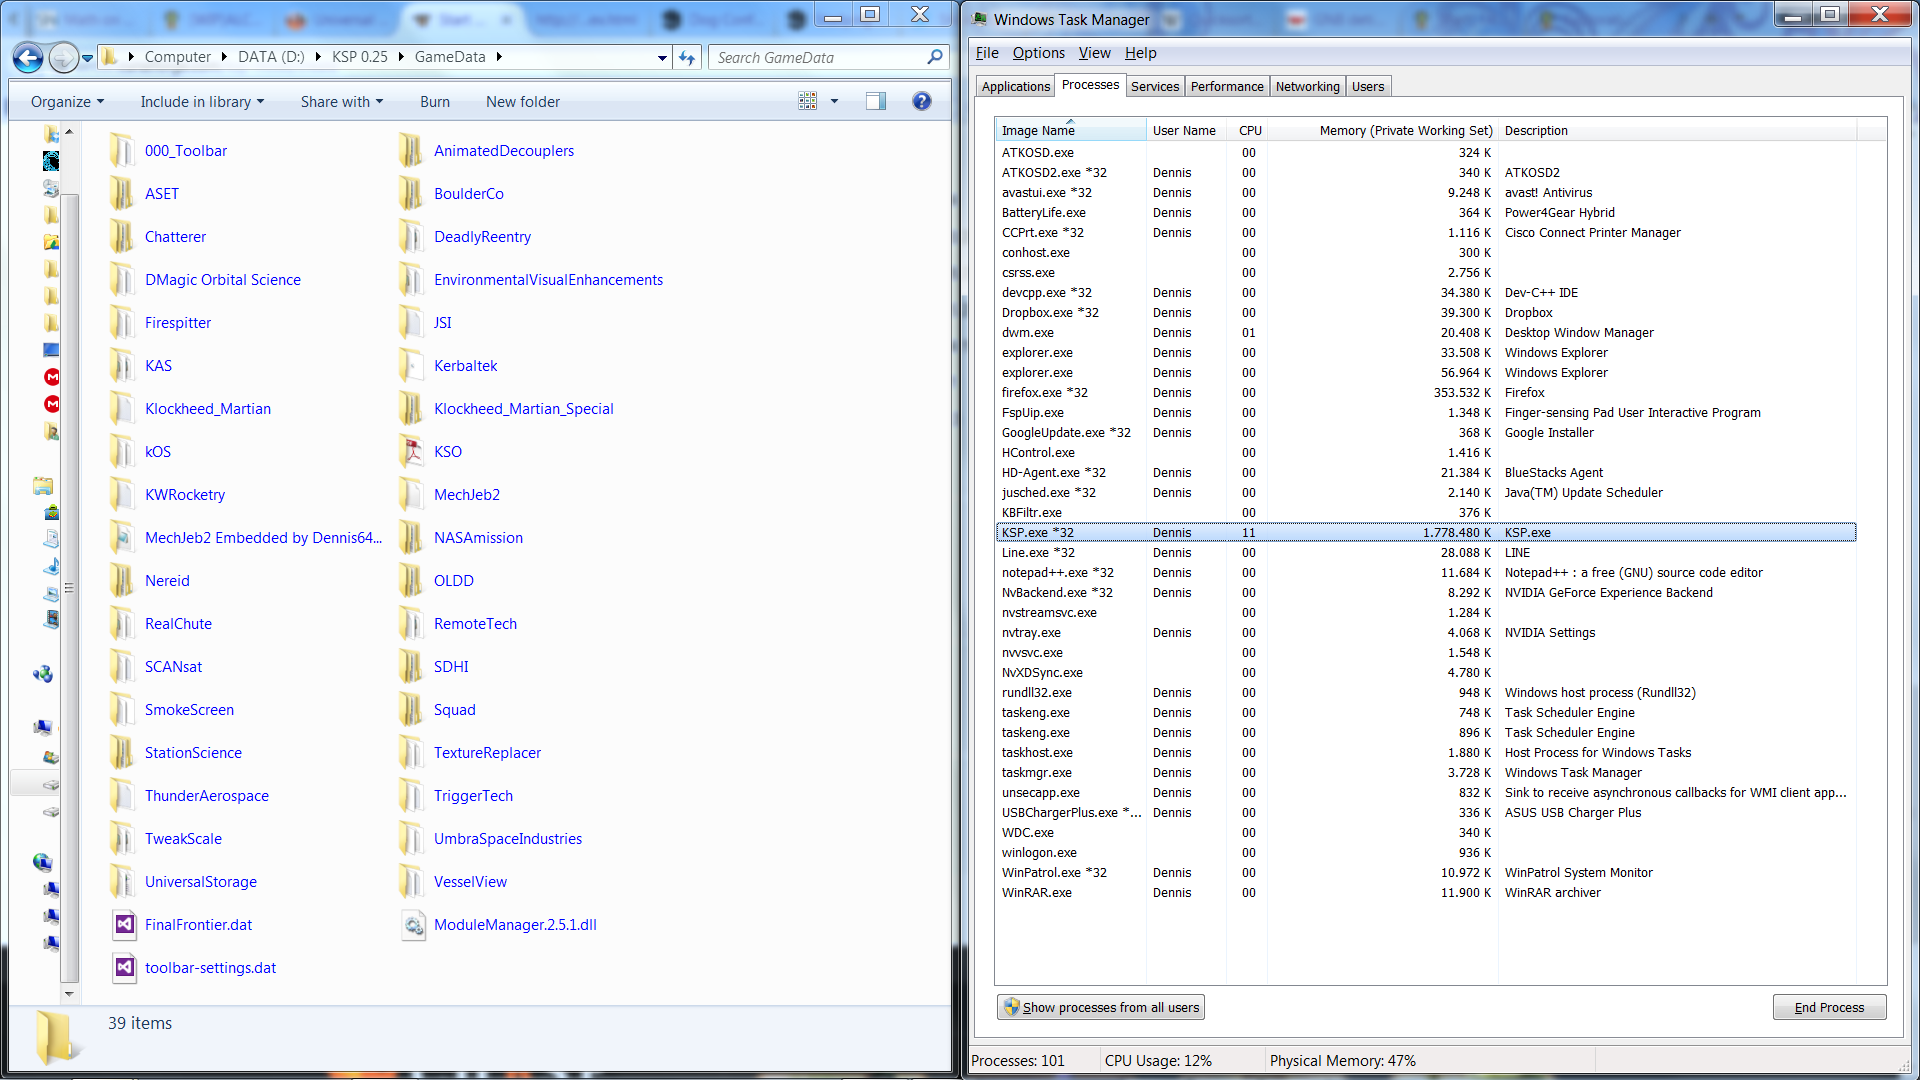 Computer ▸ DATA (D:) ▸ KSP 0.25 ▸ GameData ▸
Search GameData
Organize Include in library Share with Burn New folder
000_Toolbar AnimatedDecouplers
ASET BoulderCo
Chatterer DeadlyReentry
DMagic Orbital Science EnvironmentalVisualEnhancements
Firespitter JSI
KAS Kerbaltek
Klockheed_Martian Klockheed_Martian_Special
kOS KSO
KWRocketry MechJeb2
MechJeb2 Embedded by Dennis64... NASAmission
Nereid OLDD
RealChute RemoteTech
SCANsat SDHI
SmokeScreen Squad
StationScience TextureReplacer
ThunderAerospace TriggerTech
TweakScale UmbraSpaceIndustries
UniversalStorage VesselView
FinalFrontier.dat ModuleManager.2.5.1.dll
toolbar-settings.dat
39 items
Windows Task Manager
File Options View Help
Applications Processes Services Performance Networking Users
Image Name User Name CPU Memory (Private Working Set) Description
ATKOSD.exe 00 324 K
ATKOSD2.exe *32 Dennis 00 340 K ATKOSD2
avastui.exe *32 Dennis 00 9.248 K avast! Antivirus
BatteryLife.exe Dennis 00 364 K Power4Gear Hybrid
CCPrt.exe *32 Dennis 00 1.116 K Cisco Connect Printer Manager
conhost.exe 00 300 K
csrss.exe 00 2.756 K
devcpp.exe *32 Dennis 00 34.380 K Dev-C++ IDE
Dropbox.exe *32 Dennis 00 39.300 K Dropbox
dwm.exe Dennis 01 20.408 K Desktop Window Manager
explorer.exe Dennis 00 33.508 K Windows Explorer
explorer.exe Dennis 00 56.964 K Windows Explorer
firefox.exe *32 Dennis 00 353.532 K Firefox
FspUip.exe Dennis 00 1.348 K Finger-sensing Pad User Interactive Program
GoogleUpdate.exe *32 Dennis 00 368 K Google Installer
HControl.exe 00 1.416 K
HD-Agent.exe *32 Dennis 00 21.384 K BlueStacks Agent
jusched.exe *32 Dennis 00 2.140 K Java(TM) Update Scheduler
KBFiltr.exe 00 376 K
KSP.exe *32 Dennis 11 1.778.480 K KSP.exe
Line.exe *32 Dennis 00 28.088 K LINE
notepad++.exe *32 Dennis 00 11.684 K Notepad++ : a free (GNU) source code editor
NvBackend.exe *32 Dennis 00 8.292 K NVIDIA GeForce Experience Backend
nvstreamsvc.exe 00 1.284 K
nvtray.exe Dennis 00 4.068 K NVIDIA Settings
nvvsvc.exe 00 1.548 K
NvXDSync.exe 00 4.780 K
rundll32.exe Dennis 00 948 K Windows host process (Rundll32)
taskeng.exe Dennis 00 748 K Task Scheduler Engine
taskeng.exe Dennis 00 896 K Task Scheduler Engine
taskhost.exe Dennis 00 1.880 K Host Process for Windows Tasks
taskmgr.exe Dennis 00 3.728 K Windows Task Manager
unsecapp.exe Dennis 00 832 K Sink to receive asynchronous callbacks for WMI client app...
USBChargerPlus.exe *... Dennis 00 336 K ASUS USB Charger Plus
WDC.exe 00 340 K
winlogon.exe 00 936 K
WinPatrol.exe *32 Dennis 00 10.972 K WinPatrol System Monitor
WinRAR.exe Dennis 00 11.900 K WinRAR archiver
Show processes from all users End Process
Processes: 101 CPU Usage: 12% Physical Memory: 47%